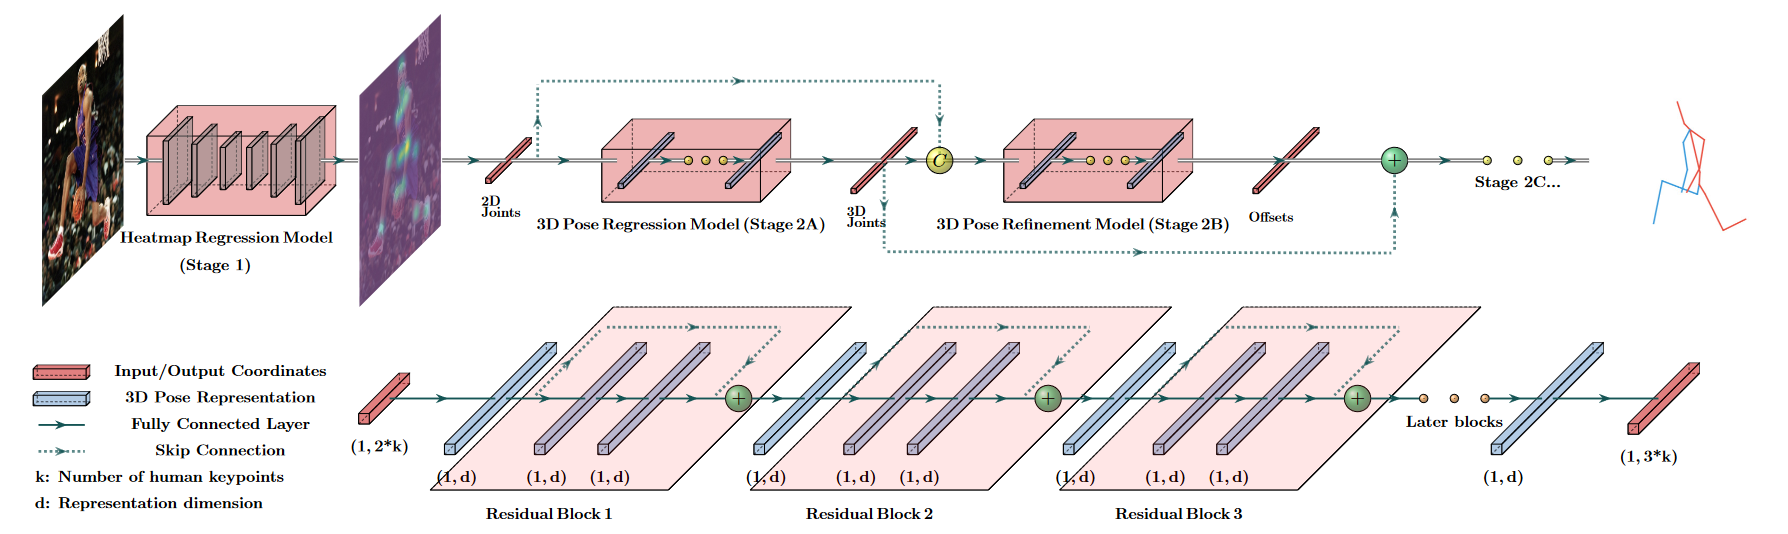 Heatmap Regression Model
(Stage 1)
2D
Joints
3D Pose Regression Model (Stage 2A)
3D
Joints
C
3D Pose Refinement Model (Stage 2B)
Offsets
+
Stage 2C...
Input/Output Coordinates
3D Pose Representation
Fully Connected Layer
Skip Connection
k: Number of human keypoints
d: Representation dimension
(1, 2*k)
(1, d)
(1, d)
(1, d)
+
Residual Block 1
(1, d)
(1, d)
(1, d)
+
Residual Block 2
(1, d)
(1, d)
(1, d)
+
Residual Block 3
Later blocks
(1, d)
(1, 3*k)